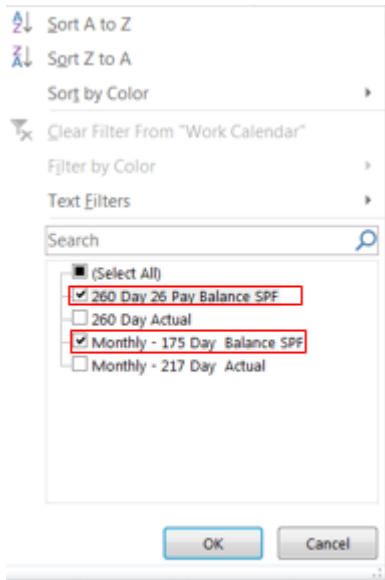 Sort A to Z
Sort Z to A
Sort by Color
Clear Filter From "Work Calendar"
Filter by Color
Text Filters
Search
(Select All)
260 Day 26 Pay Balance SPF
260 Day Actual
Monthly - 175 Day  Balance SPF
Monthly - 217 Day  Actual
OK
Cancel